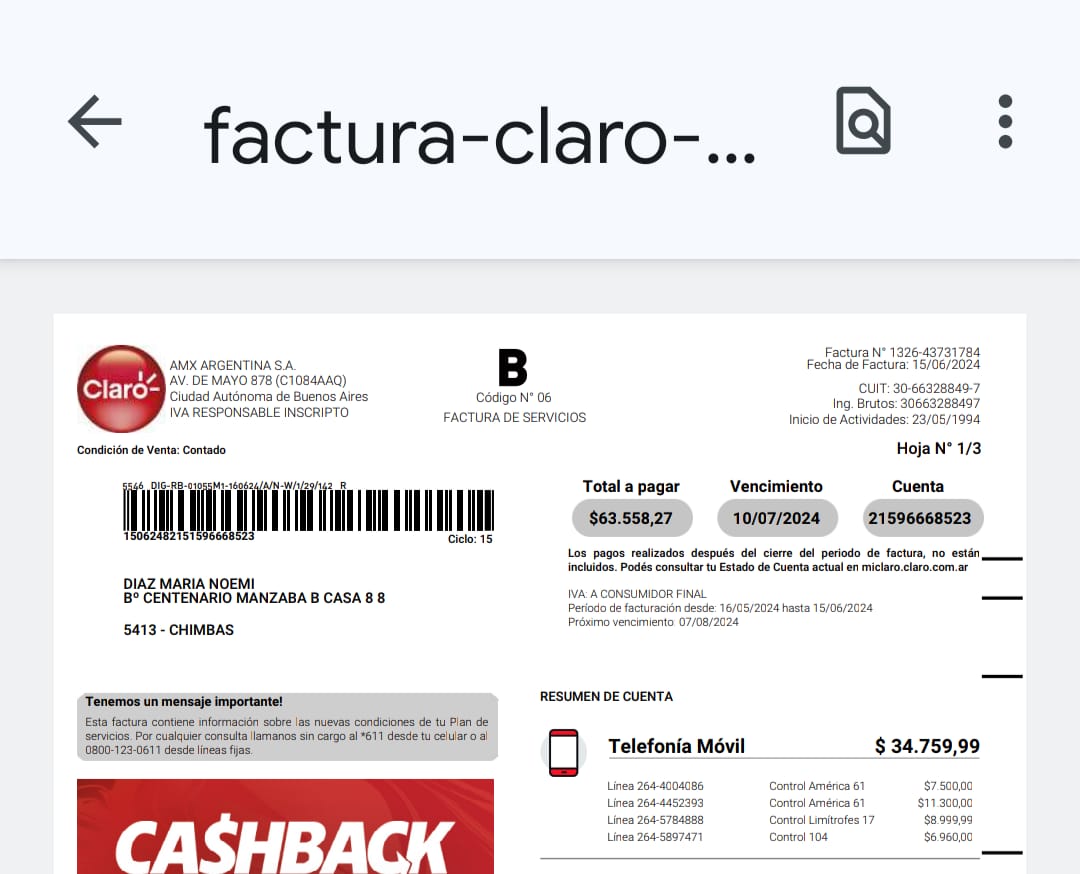 factura-claro-...
Claro
AMX ARGENTINA S.A.
AV. DE MAYO 878 (C1084AAQ)
Ciudad Autónoma de Buenos Aires
IVA RESPONSABLE INSCRIPTO
Condición de Venta: Contado
B
Código N° 06
FACTURA DE SERVICIOS
Factura N° 1326-43731784
Fecha de Factura: 15/06/2024
CUIT: 30-66328849-7
Ing. Brutos: 30663288497
Inicio de Actividades: 23/05/1994
Hoja N° 1/3
5546 DIG-RB-01055M1-160624/A/N-W/1/29/142 R
15062482151596668523
Ciclo: 15
Total a pagar Vencimiento Cuenta
$63.558,27 10/07/2024 21596668523
Los pagos realizados después del cierre del periodo de factura, no están
incluidos. Podés consultar tu Estado de Cuenta actual en miclaro.claro.com.ar
DIAZ MARIA NOEMI
Bº CENTENARIO MANZABA B CASA 8 8
5413 - CHIMBAS
IVA: A CONSUMIDOR FINAL
Período de facturación desde: 16/05/2024 hasta 15/06/2024
Próximo vencimiento: 07/08/2024
Tenemos un mensaje importante!
Esta factura contiene información sobre las nuevas condiciones de tu Plan de
servicios. Por cualquier consulta llamanos sin cargo al *611 desde tu celular o al
0800-123-0611 desde líneas fijas.
CA$HBACK
RESUMEN DE CUENTA
Telefonía Móvil $ 34.759,99
Línea 264-4004086 Control América 61 $7.500,00
Línea 264-4452393 Control América 61 $11.300,00
Línea 264-5784888 Control Limítrofes 17 $8.999,99
Línea 264-5897471 Control 104 $6.960,00